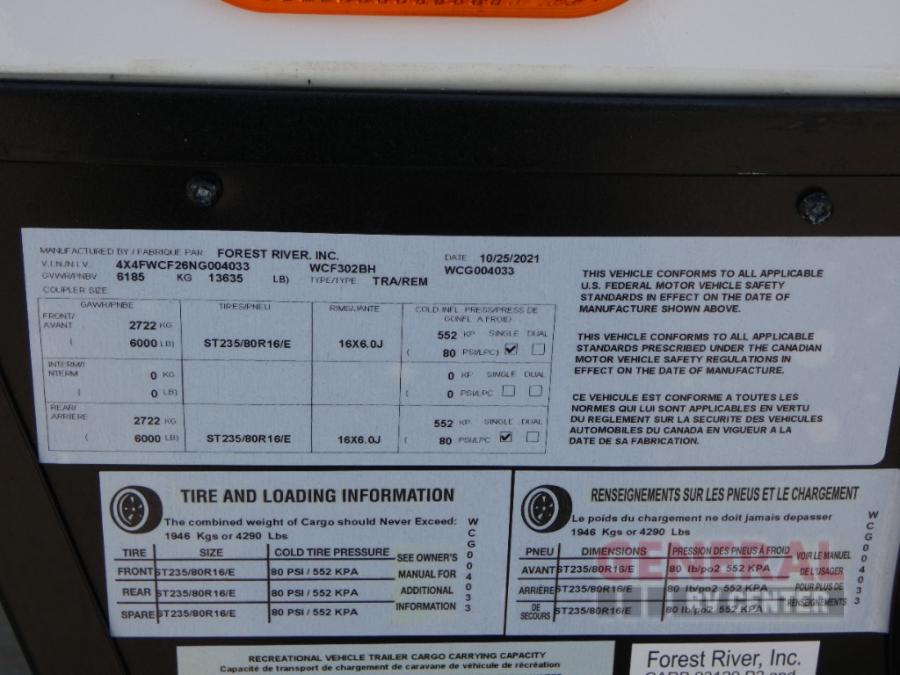 MANUFACTURED BY / FABRIQUE PAR FOREST RIVER, INC. DATE 10/25/2021
V.I.N/N.I.V. 4X4FWCF26NG004033 WCF302BH WCG004033
GVWR/PNBV 6185 KG 13635 LB) TYPE/TYPE TRA/REM
COUPLER SIZE
GAWR/PNBE TIRES/PNEU RIMS/JANTE COLD INFL. PRESS/PRESS DE
GONFL. A FROID)
FRONT/
AVANT 2722 KG 552 KP SINGLE DUAL
( 6000 LB) ST235/80R16/E 16X6.0J ( 80 PSI/LPC)
INTERM/I
NTERM 0 KG 0 KP SINGLE DUAL
( 0 LB) ( 0 PSI/LPC
REAR/
ARRIERE 2722 KG 552 KP SINGLE DUAL
( 6000 LB) ST235/80R16/E 16X6.0J ( 80 PSI/LPC
THIS VEHICLE CONFORMS TO ALL APPLICABLE
U.S. FEDERAL MOTOR VEHICLE SAFETY
STANDARDS IN EFFECT ON THE DATE OF
MANUFACTURE SHOWN ABOVE.
THIS VEHICLE CONFORMS TO ALL APPLICABLE
STANDARDS PRESCRIBED UNDER THE CANADIAN
MOTOR VEHICLE SAFETY REGULATIONS IN
EFFECT ON THE DATE OF MANUFACTURE.
CE VEHICULE EST CONFORME A TOUTES LES
NORMES QUI LUI SONT APPLICABLES EN VERTU
DU REGLEMENT SUR LA SECURITE DES VEHICULES
AUTOMOBILES DU CANADA EN VIGUEUR A LA
DATE DE SA FABRICATION.
TIRE AND LOADING INFORMATION
The combined weight of Cargo should Never Exceed:
1946 Kgs or 4290 Lbs
TIRE SIZE COLD TIRE PRESSURE
FRONT ST235/80R16/E 80 PSI / 552 KPA
REAR ST235/80R16/E 80 PSI / 552 KPA
SPARE ST235/80R16/E 80 PSI / 552 KPA
SEE OWNER'S
MANUAL FOR
ADDITIONAL
INFORMATION
WCG004033
RENSEIGNEMENTS SUR LES PNEUS ET LE CHARGEMENT
Le poids du chargement ne doit jamais depasser
1946 Kgs or 4290 Lbs
PNEU DIMENSIONS PRESSION DES PNEUS À FROID
AVANT ST235/80R16/E 80 lb/po2 552 KPA
ARRIÈRE ST235/80R16/E 80 lb/po2 552 KPA
DE
SECOURS ST235/80R16/E 80 lb/po2 552 KPA
VOIR LE MANUEL
DE L'USAGER
POUR PLUS DE
RENSEIGNEMENTS
WCG004033
GENERAL
RV CENTER
RECREATIONAL VEHICLE TRAILER CARGO CARRYING CAPACITY
Capacité de transport de chargement de caravane de véhicule de récréation
Forest River, Inc.